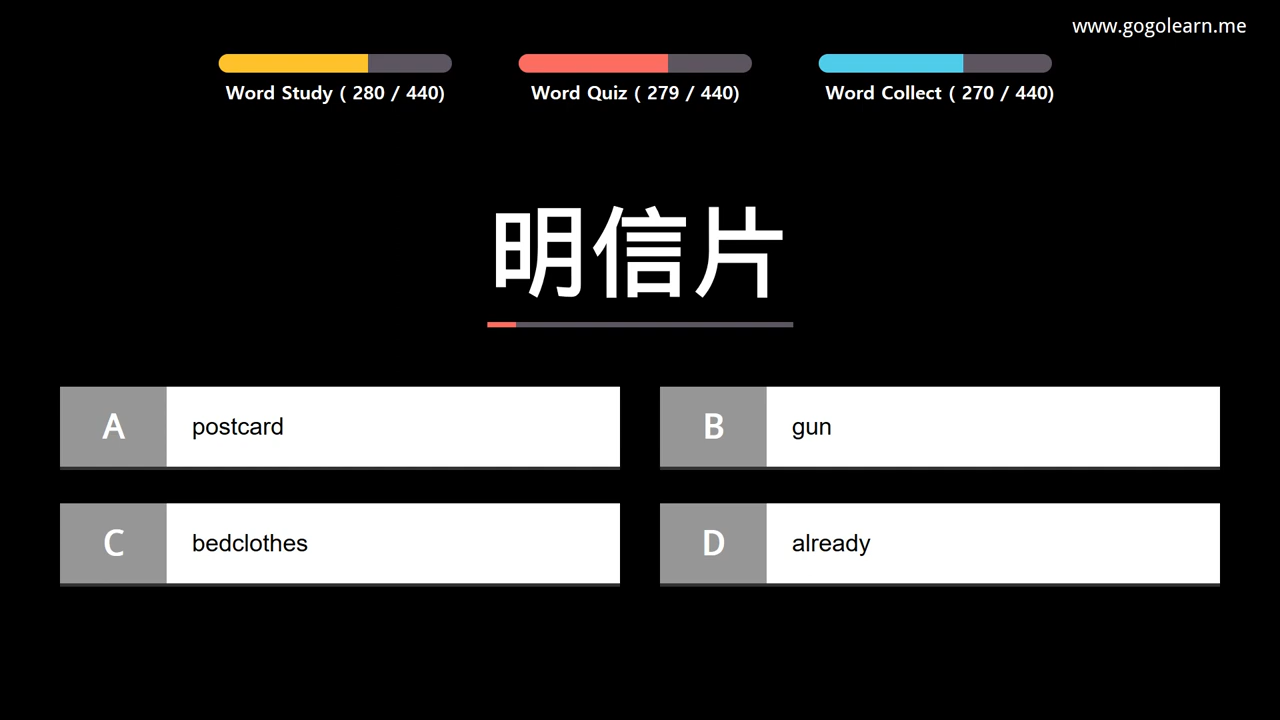 www.gogolearn.me
Word Study ( 280 / 440)
Word Quiz ( 279 / 440)
Word Collect ( 270 / 440)
明信片
A postcard
B gun
C bedclothes
D already